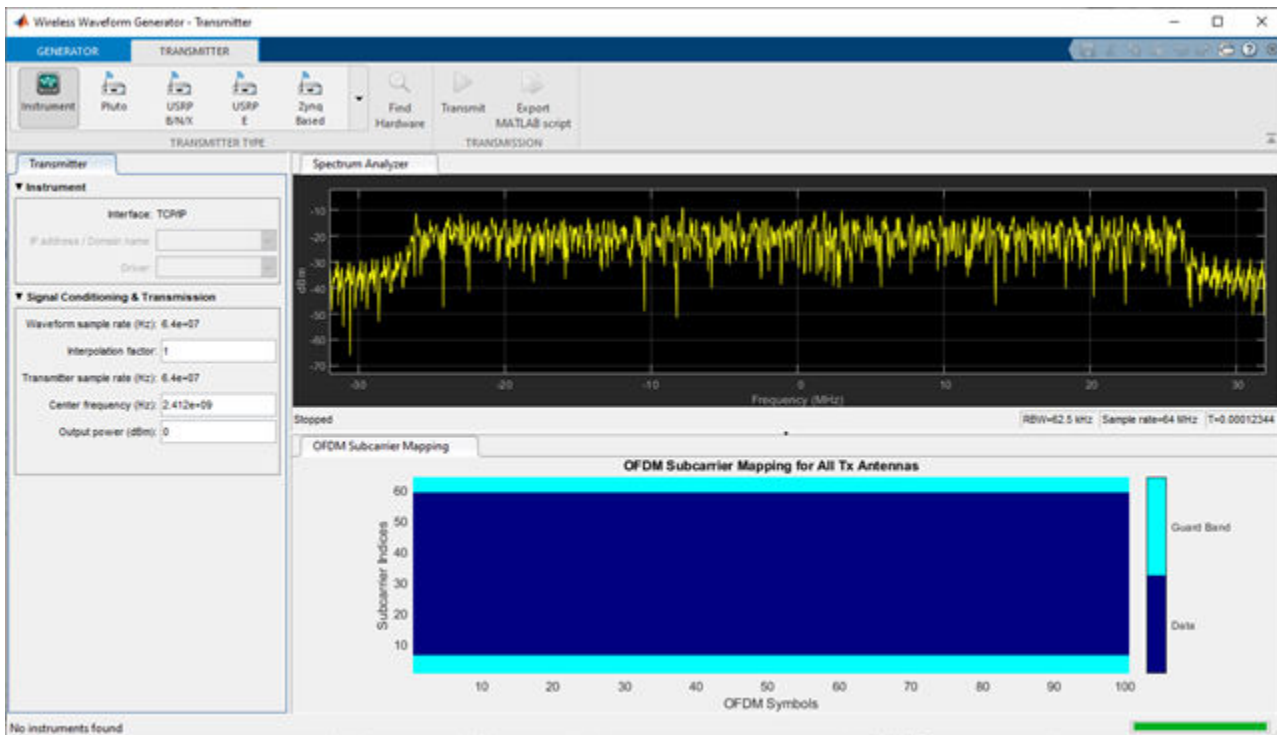 Wireless Waveform Generator - Transmitter
GENERATOR TRANSMITTER
Instrument Pluto USRP B/N/X USRP E Zynq Based Find Hardware Transmit Export MATLAB script
TRANSMITTER TYPE TRANSMISSION
Transmitter
Instrument
Interface: TCP/IP
IP address / Domain name
Driver:
Signal Conditioning & Transmission
Waveform sample rate (Hz): 6.4e+07
Interpolation factor: 1
Transmitter sample rate (Hz): 6.4e+07
Center frequency (Hz): 2.412e+09
Output power (dBm): 0
Spectrum Analyzer
dBm
-10
-20
-30
-40
-50
-60
-70
-30 -20 -10 0 10 20 30
Frequency (MHz)
Stopped RBW=62.5 kHz Sample rate=64 MHz T=0.00012344
OFDM Subcarrier Mapping
OFDM Subcarrier Mapping for All Tx Antennas
Subcarrier Indices
60
50
40
30
20
10
10 20 30 40 50 60 70 80 90 100
OFDM Symbols
Guard Band
Data
No instruments found